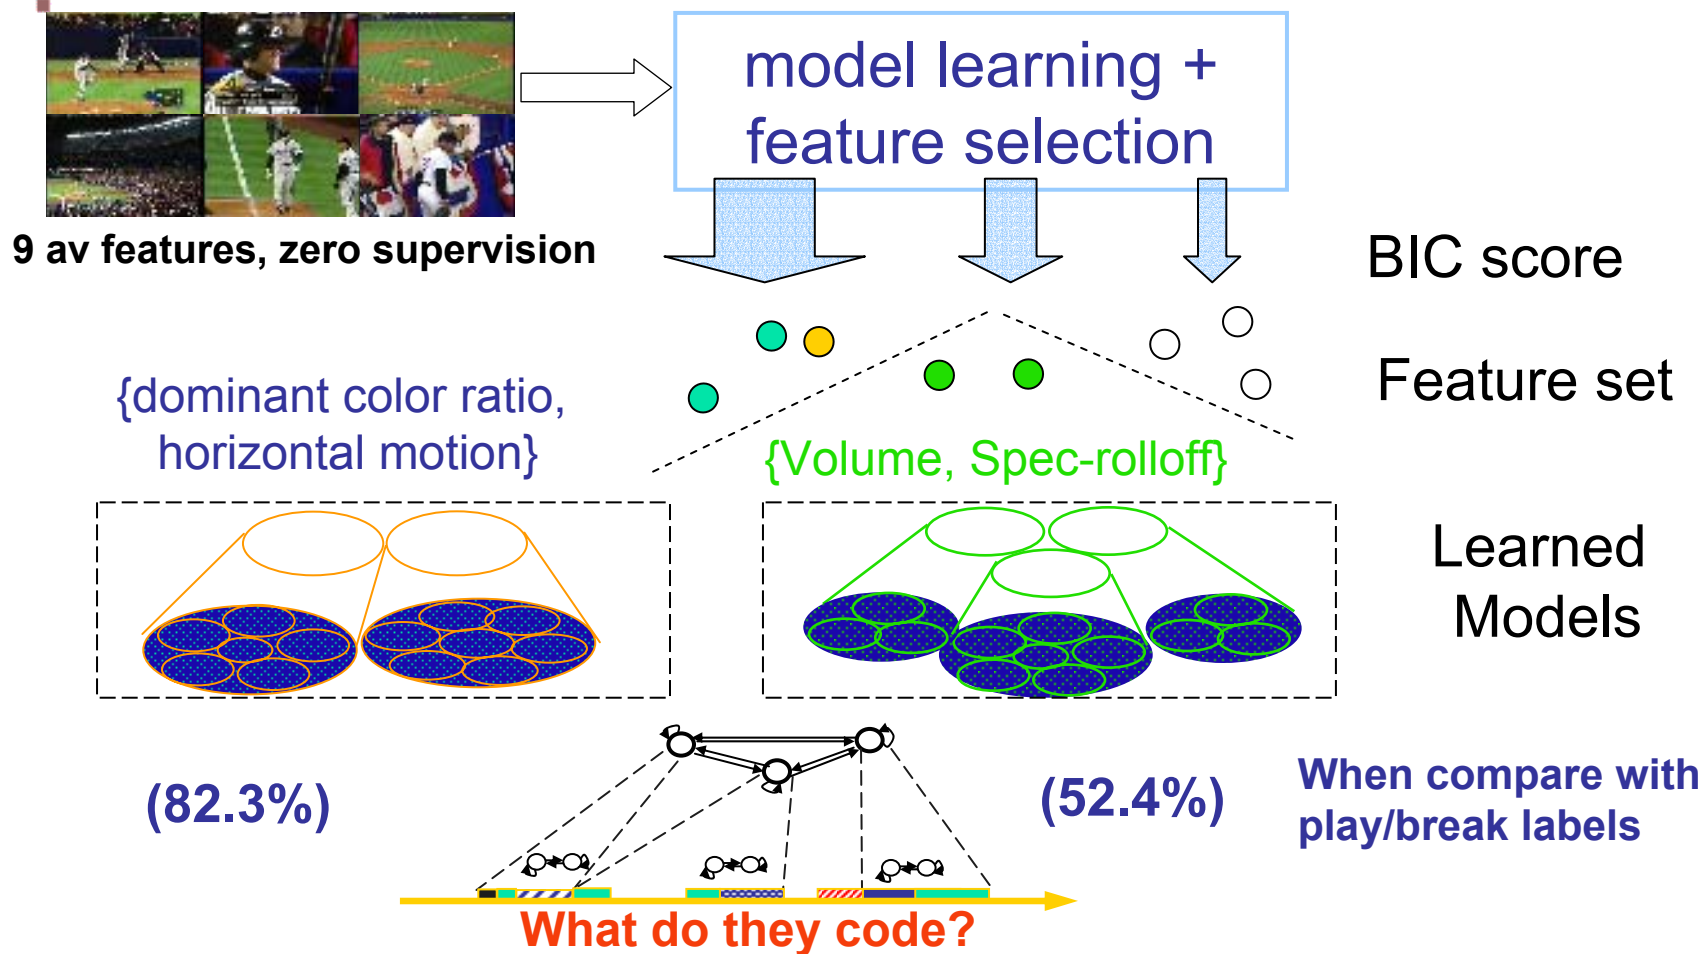 model learning +
feature selection
9 av features, zero supervision
BIC score
Feature set
{dominant color ratio,
horizontal motion}
{Volume, Spec-rolloff}
Learned
Models
(82.3%)
(52.4%)
When compare with
play/break labels
What do they code?